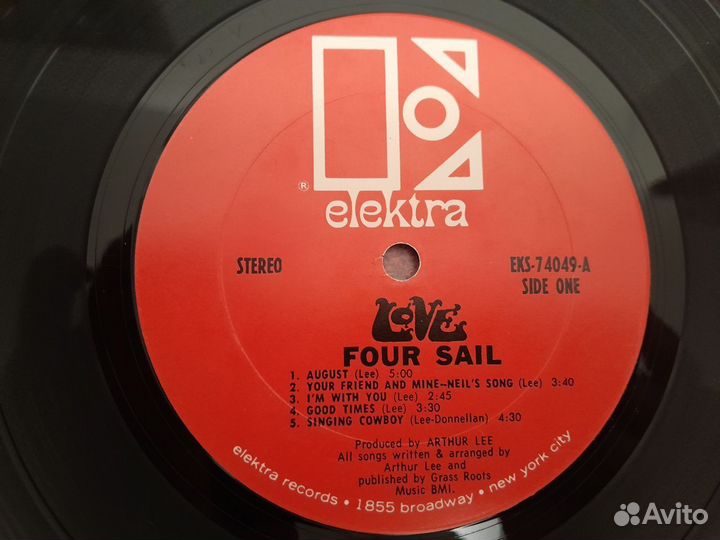 ®
elektra
STEREO
EKS-74049-A
SIDE ONE
LOVE
FOUR SAIL
1. AUGUST (Lee) 5:00
2. YOUR FRIEND AND MINE--NEIL'S SONG (Lee) 3:40
3. I'M WITH YOU (Lee) 2:45
4. GOOD TIMES (Lee) 3:30
5. SINGING COWBOY (Lee-Donnellan) 4:30
Produced by ARTHUR LEE
All songs written & arranged by
Arthur Lee and
published by Grass Roots
Music BMI.
elektra records • 1855 broadway • new york city
Avito